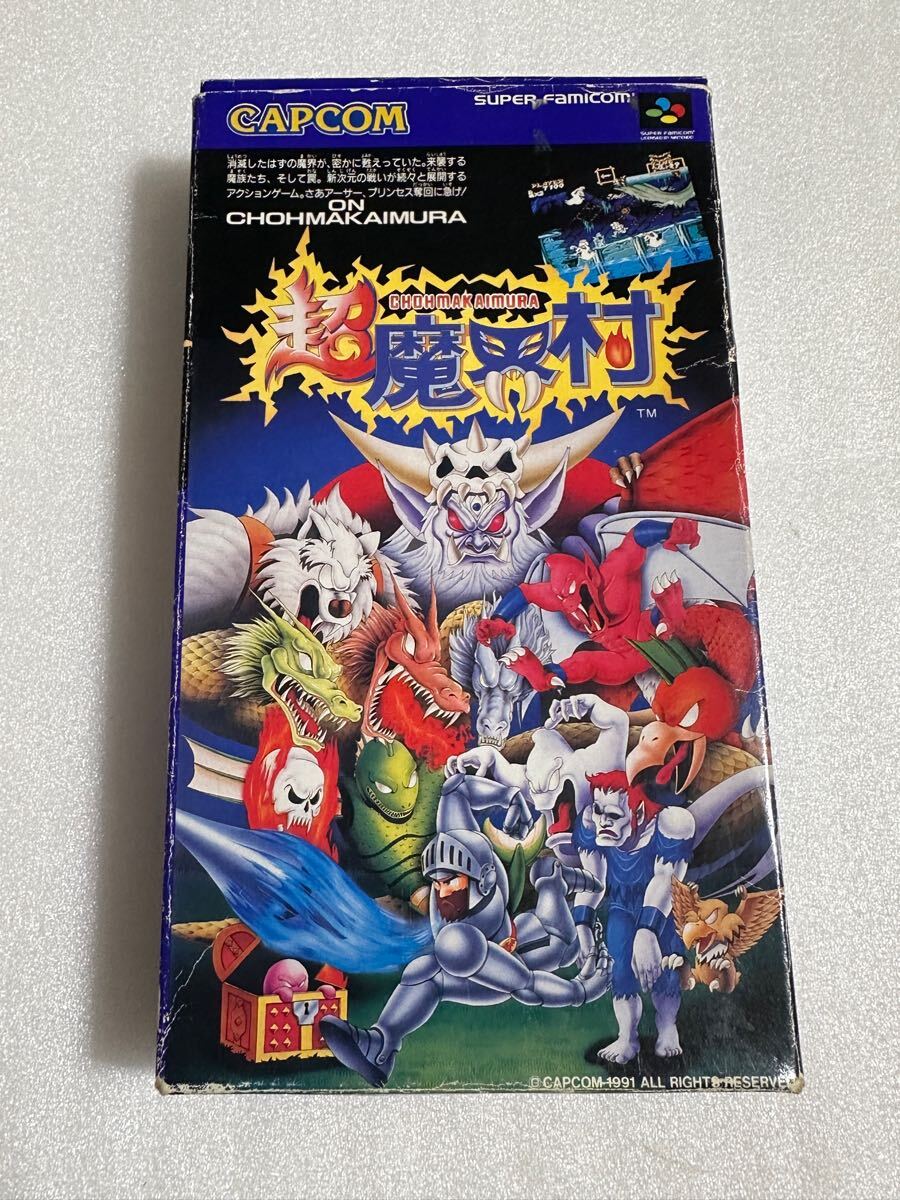 CAPCOM
SUPER FAMICOM
SUPER FAMICOM
LICENSED BY NINTENDO
消滅したはずの魔界が、密かに甦えっていた。来襲する
魔族たち、そして罠。新次元の戦いが続々と展開する
アクションゲーム。さあアーサー、プリンセス奪回に急げ!
ON
CHOHMAKAIMURA
CHOHMAKAIMURA
超魔界村
TM
1
©CAPCOM 1991 ALL RIGHTS RESERVED